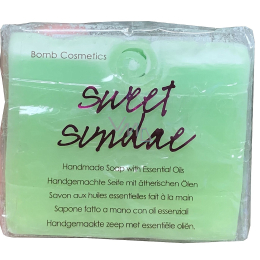 Bomb Cosmetics
sweet
sundae
Handmade Soap with Essential Oils
Handgemachte Seife mit ätherischen Ölen
Savon aux huiles essentielles fait à la main
Sapone fatto a mano con oli essenziali
Handgemaakte zeep met essentiële oliën.